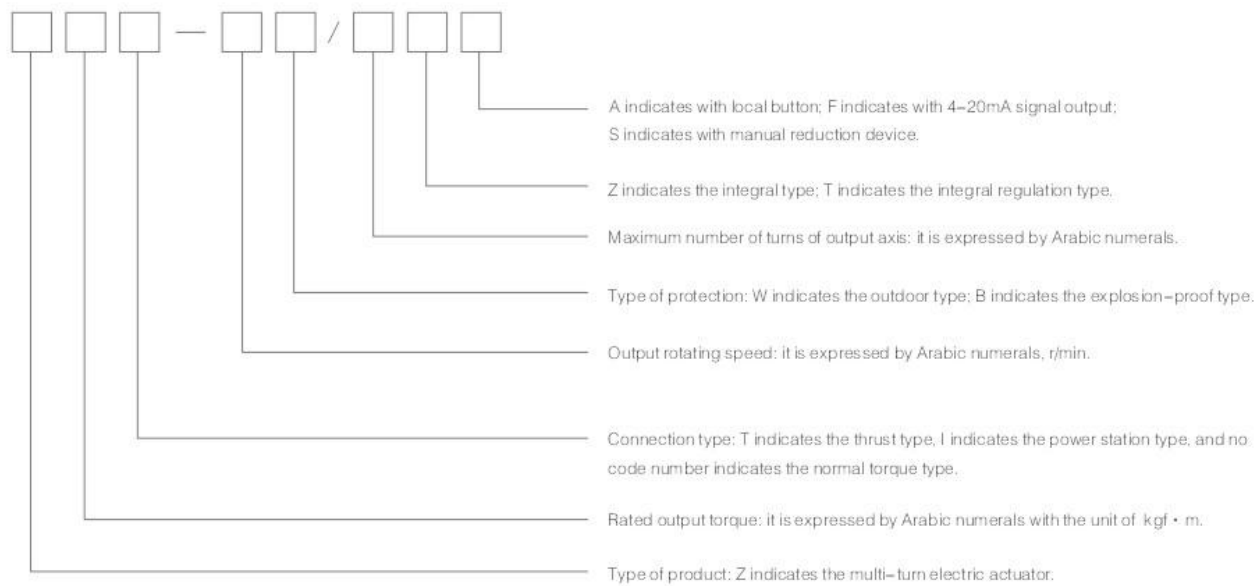 — /
A indicates with local button; F indicates with 4-20mA signal output;
S indicates with manual reduction device.
Z indicates the integral type; T indicates the integral regulation type.
Maximum number of turns of output axis: it is expressed by Arabic numerals.
Type of protection: W indicates the outdoor type; B indicates the explosion-proof type.
Output rotating speed: it is expressed by Arabic numerals, r/min.
Connection type: T indicates the thrust type, I indicates the power station type, and no
code number indicates the normal torque type.
Rated output torque: it is expressed by Arabic numerals with the unit of kgf・m.
Type of product: Z indicates the multi-turn electric actuator.